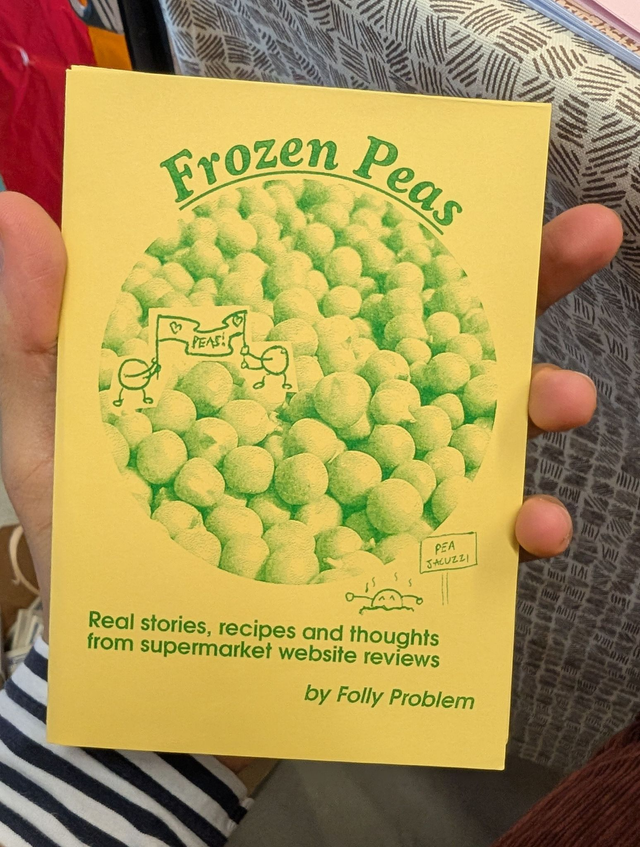 Frozen Peas
PEAS!
PEA
JACUZZI
Real stories, recipes and thoughts
from supermarket website reviews
by Folly Problem